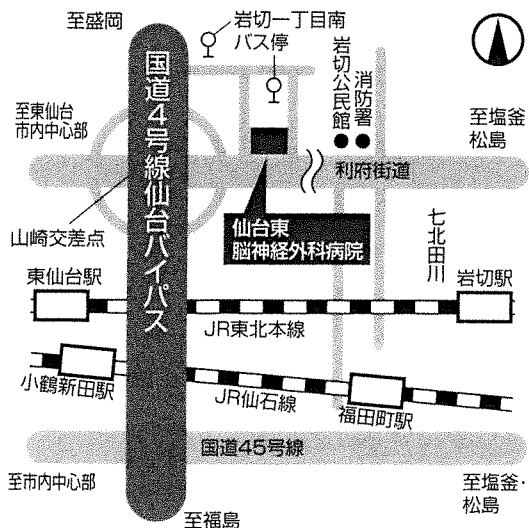 至盛岡
岩切一丁目南
バス停
国道4号線仙台バイパス
岩切公民館
消防署
至東仙台
市内中心部
至塩釜
松島
利府街道
山崎交差点
仙台東
脳神経外科病院
七北田川
東仙台駅
岩切駅
JR東北本線
小鶴新田駅
JR仙石線
福田町駅
国道45号線
至市内中心部
至塩釜・
松島
至福島